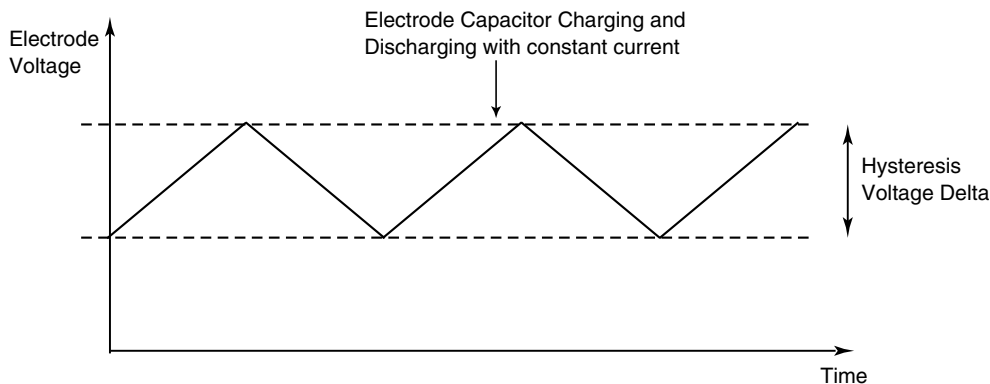 Electrode Capacitor Charging and
Discharging with constant current
Electrode
Voltage
Hysteresis
Voltage Delta
Time